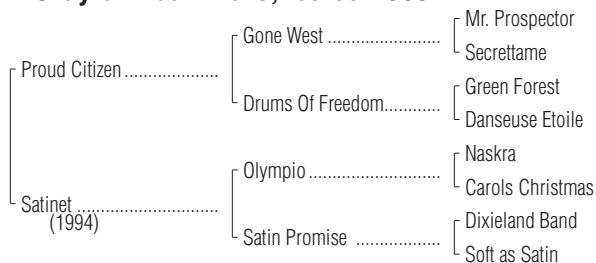 Mr. Prospector
Gone West
Secrettame
Proud Citizen
Green Forest
Drums Of Freedom
Danseuse Etoile
Naskra
Olympio
Carols Christmas
Satinet
(1994)
Dixieland Band
Satin Promise
Soft as Satin